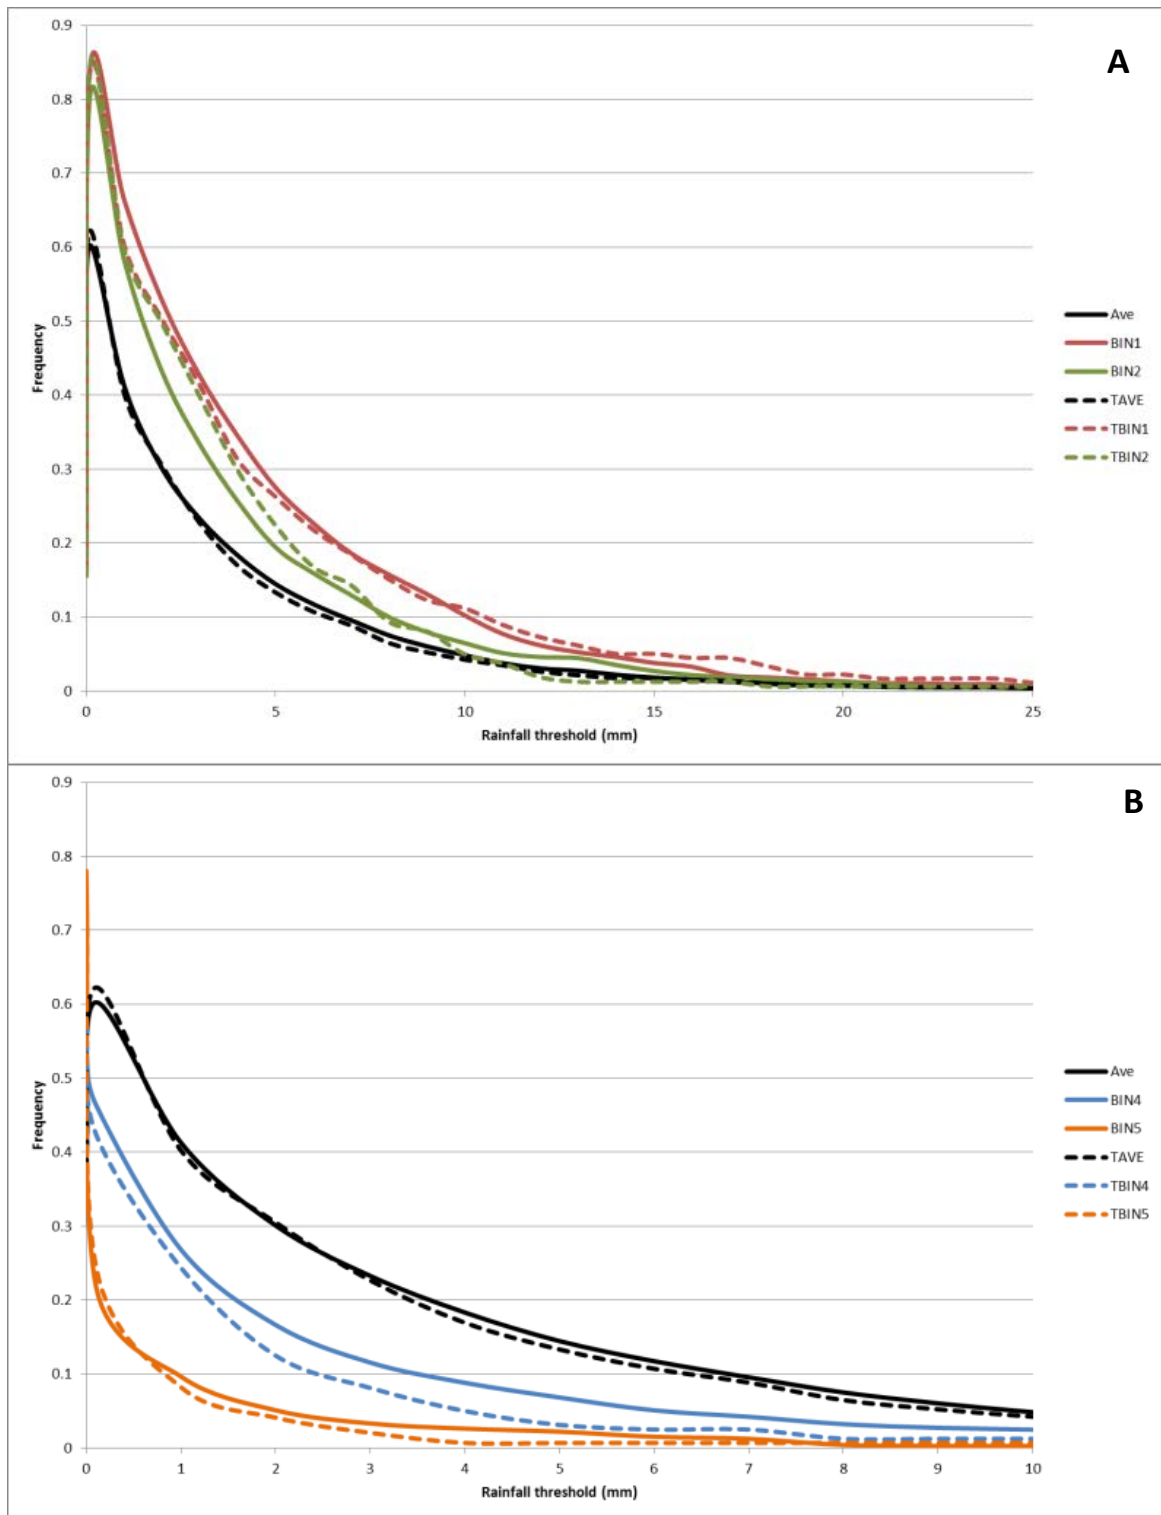 A
0.9
0.8
0.7
0.6
0.5
0.4
0.3
0.2
0.1
0
Frequency
0 5 10 15 20 25
Rainfall threshold (mm)
Ave
BIN1
BIN2
TAVE
TBIN1
TBIN2
B
0.9
0.8
0.7
0.6
0.5
0.4
0.3
0.2
0.1
0
Frequency
0 1 2 3 4 5 6 7 8 9 10
Rainfall threshold (mm)
Ave
BIN4
BIN5
TAVE
TBIN4
TBIN5